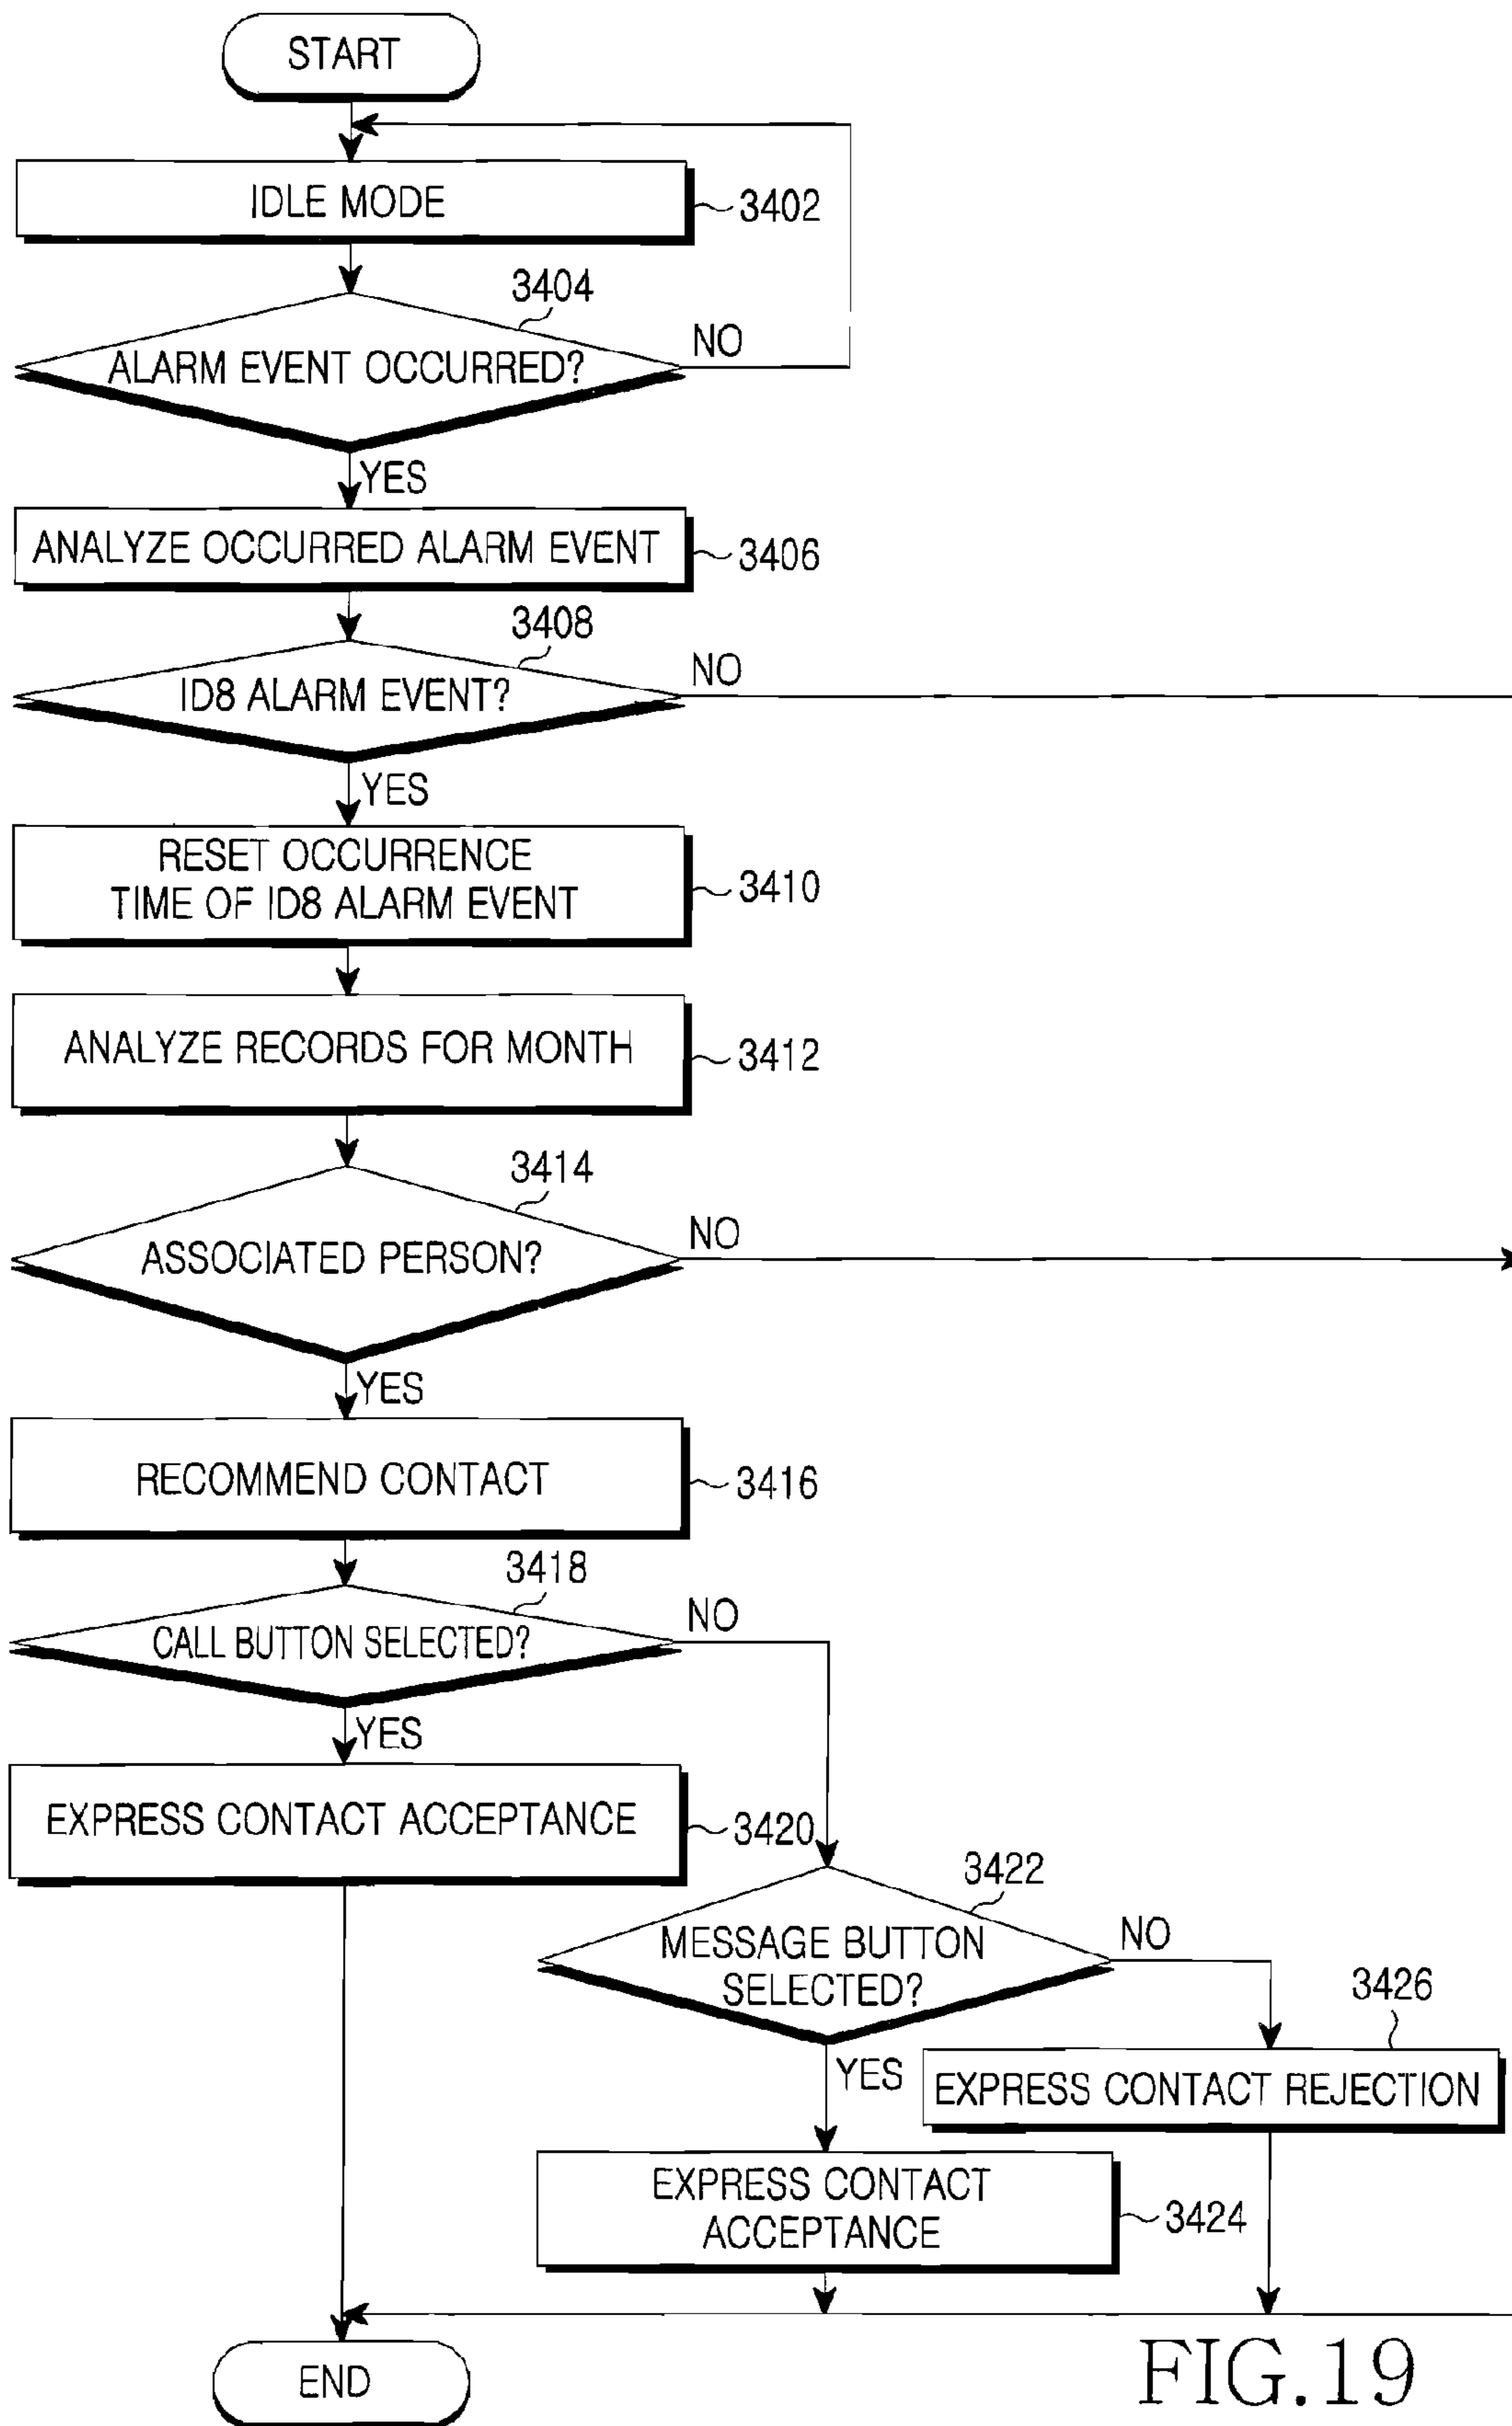 START
IDLE MODE
3402
3404
ALARM EVENT OCCURRED?
NO
YES
ANALYZE OCCURRED ALARM EVENT
3406
3408
ID8 ALARM EVENT?
NO
YES
RESET OCCURRENCE
TIME OF ID8 ALARM EVENT
3410
ANALYZE RECORDS FOR MONTH
3412
3414
ASSOCIATED PERSON?
NO
YES
RECOMMEND CONTACT
3416
3418
CALL BUTTON SELECTED?
NO
YES
EXPRESS CONTACT ACCEPTANCE
3420
3422
MESSAGE BUTTON
SELECTED?
NO
YES
3426
EXPRESS CONTACT REJECTION
EXPRESS CONTACT
ACCEPTANCE
3424
END
FIG.19